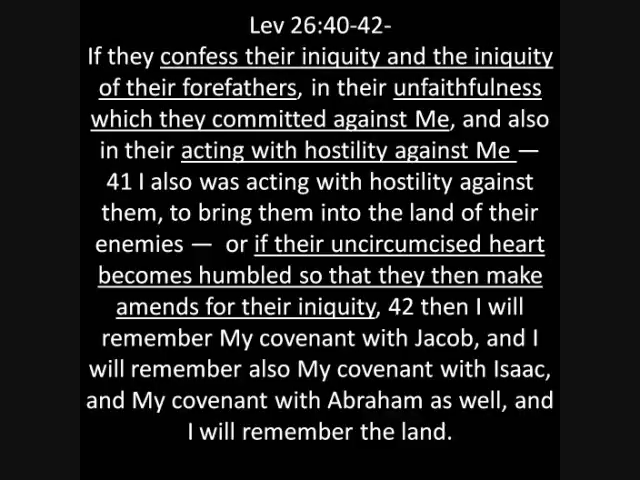 Lev 26:40-42-
If they confess their iniquity and the iniquity
of their forefathers, in their unfaithfulness
which they committed against Me, and also
in their acting with hostility against Me —
41 I also was acting with hostility against
them, to bring them into the land of their
enemies — or if their uncircumcised heart
becomes humbled so that they then make
amends for their iniquity, 42 then I will
remember My covenant with Jacob, and I
will remember also My covenant with Isaac,
and My covenant with Abraham as well, and
I will remember the land.